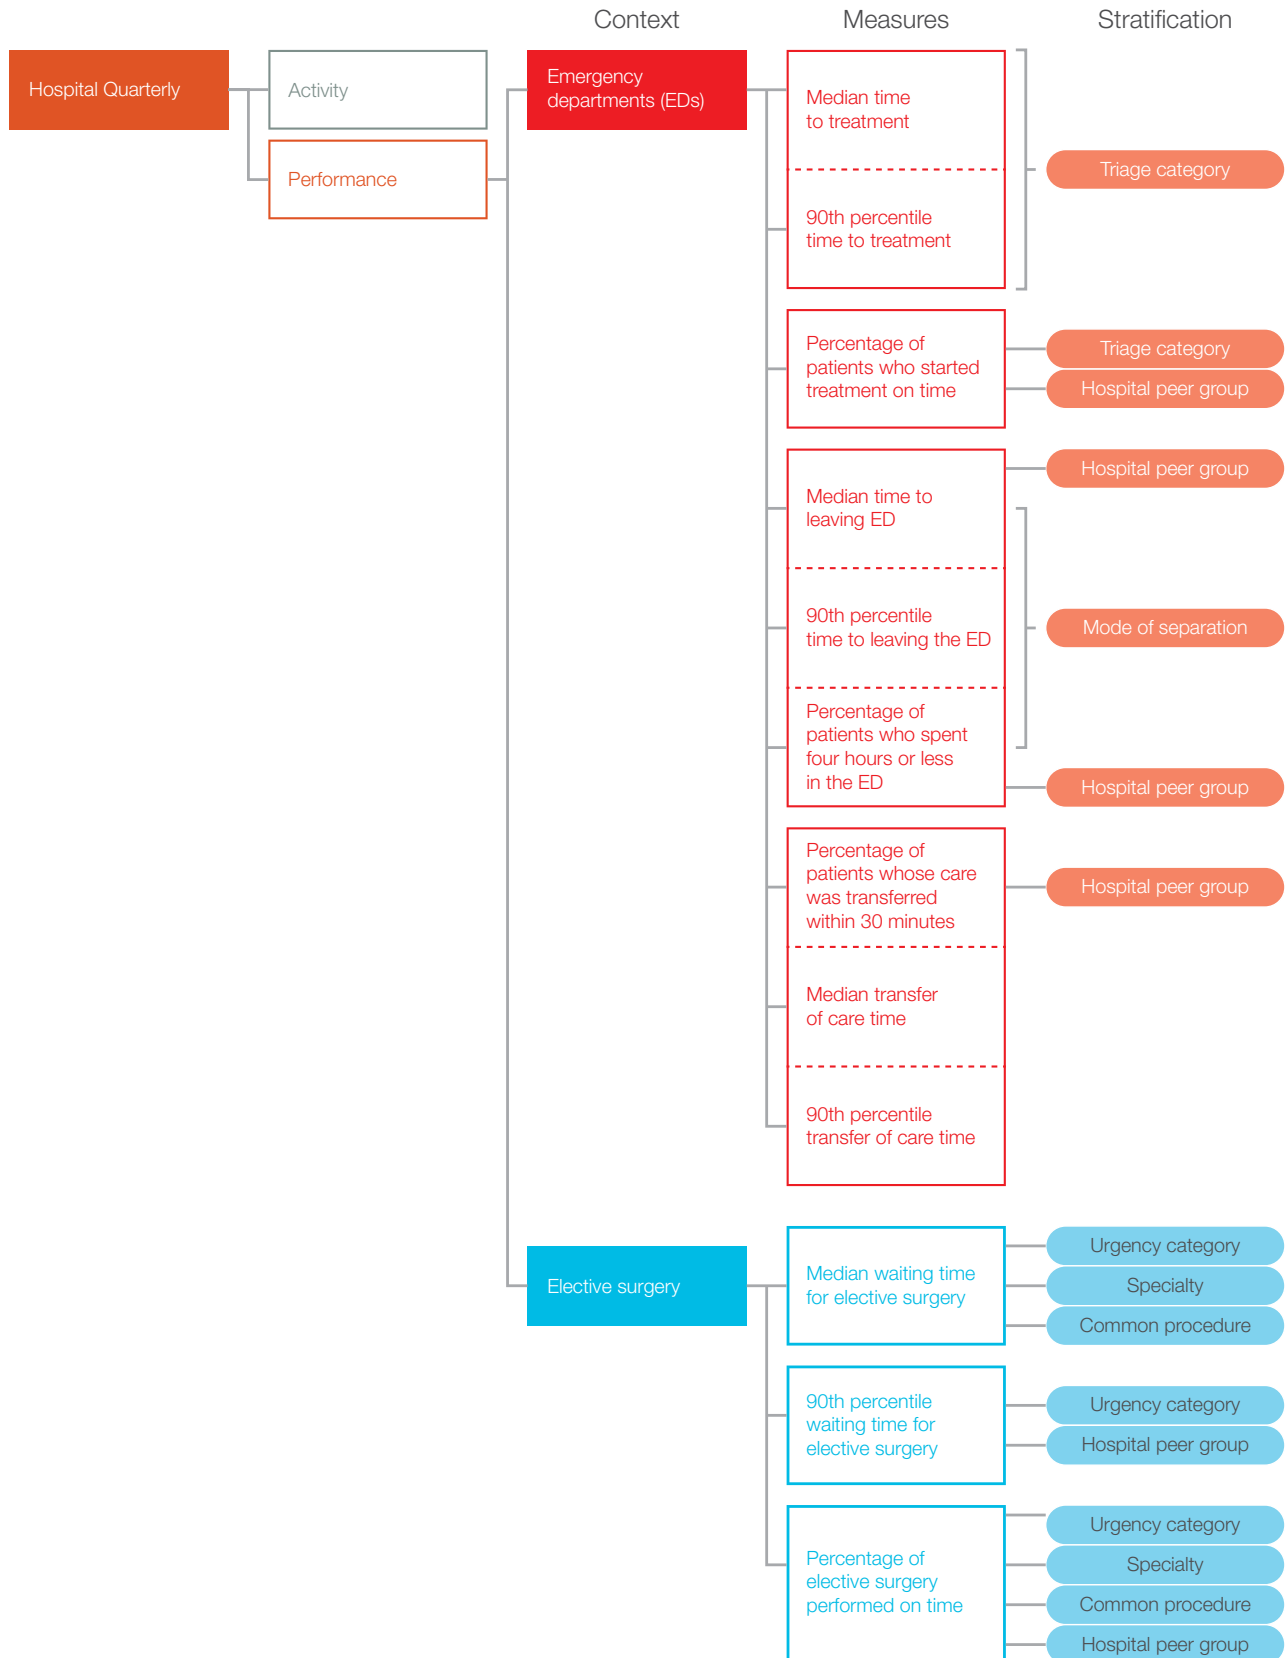 Context
Measures
Stratification
Hospital Quarterly
Activity
Performance
Emergency
departments (EDs)
Median time
to treatment
90th percentile
time to treatment
Triage category
Percentage of
patients who started
treatment on time
Triage category
Hospital peer group
Median time to
leaving ED
Hospital peer group
90th percentile
time to leaving the ED
Mode of separation
Percentage of
patients who spent
four hours or less
in the ED
Hospital peer group
Percentage of
patients whose care
was transferred
within 30 minutes
Hospital peer group
Median transfer
of care time
90th percentile
transfer of care time
Elective surgery
Median waiting time
for elective surgery
Urgency category
Specialty
Common procedure
90th percentile
waiting time for
elective surgery
Urgency category
Hospital peer group
Percentage of
elective surgery
performed on time
Urgency category
Specialty
Common procedure
Hospital peer group